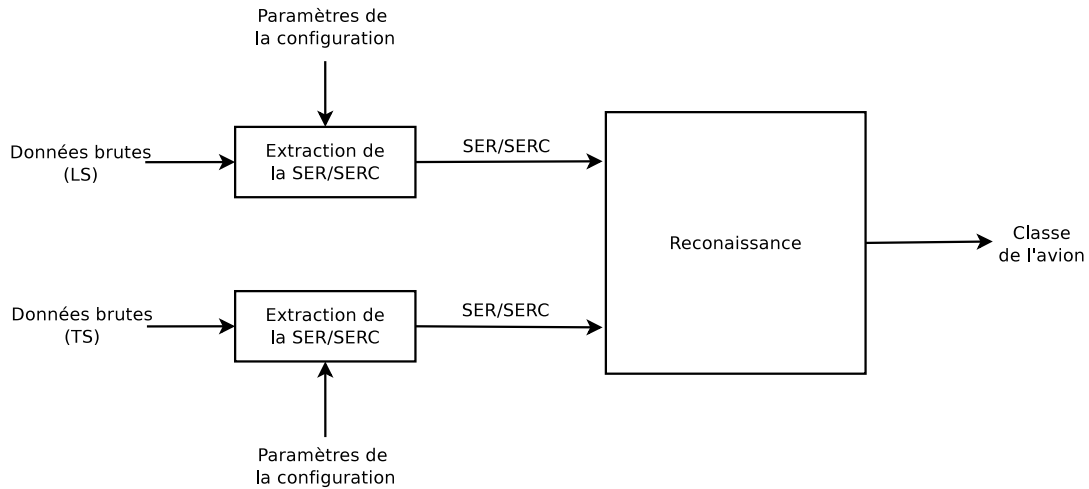 Paramètres de
la configuration
Données brutes
(LS)
Extraction de
la SER/SERC
SER/SERC
Reconaissance
Classe
de l'avion
Données brutes
(TS)
Extraction de
la SER/SERC
SER/SERC
Paramètres de
la configuration